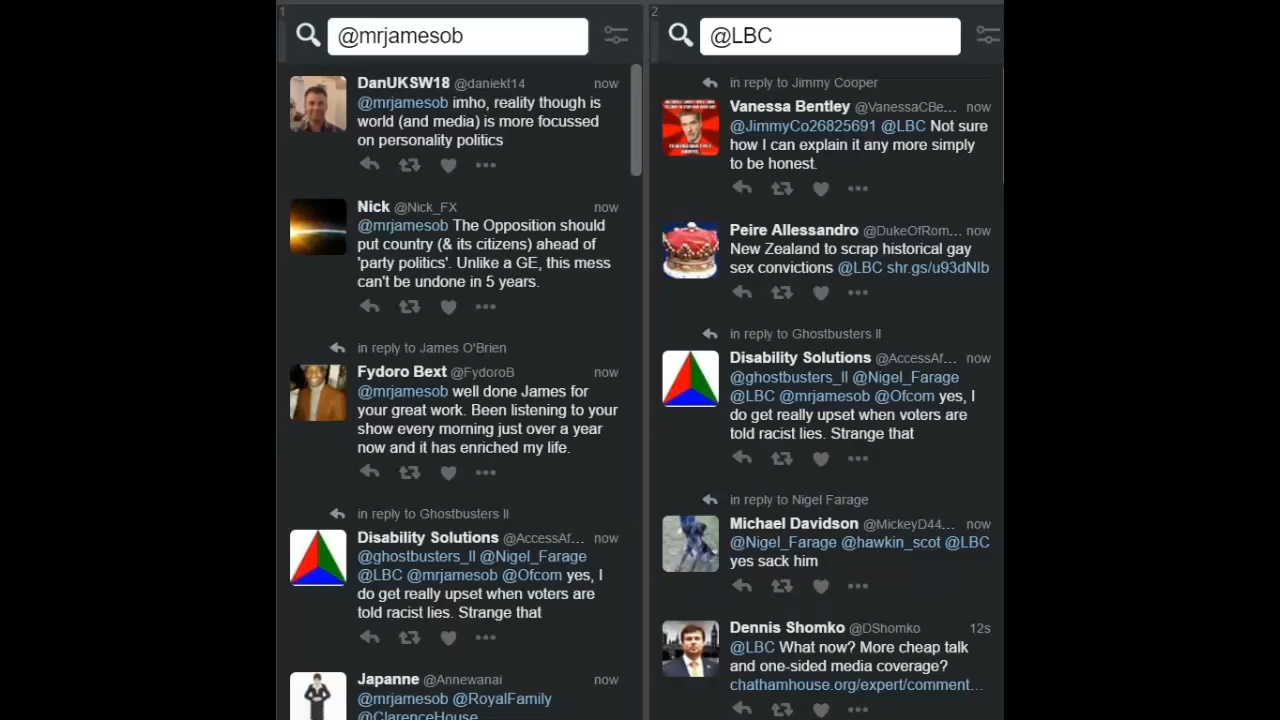 1
@mrjamesob
DanUKSW18 @daniekt14 now
@mrjamesob imho, reality though is
world (and media) is more focussed
on personality politics
Nick @Nick_FX now
@mrjamesob The Opposition should
put country (& its citizens) ahead of
'party politics'. Unlike a GE, this mess
can't be undone in 5 years.
in reply to James O'Brien
Fydoro Bext @FydoroB now
@mrjamesob well done James for
your great work. Been listening to your
show every morning just over a year
now and it has enriched my life.
in reply to Ghostbusters ll
Disability Solutions @AccessAf... now
@ghostbusters_ll @Nigel_Farage
@LBC @mrjamesob @Ofcom yes, I
do get really upset when voters are
told racist lies. Strange that
Japanne @Annewanai now
@mrjamesob @RoyalFamily
@ClarenceHouse
2
@LBC
in reply to Jimmy Cooper
Vanessa Bentley @VanessaCBe... now
@JimmyCo26825691 @LBC Not sure
how I can explain it any more simply
to be honest.
Peire Allessandro @DukeOfRom... now
New Zealand to scrap historical gay
sex convictions @LBC shr.gs/u93dNIb
in reply to Ghostbusters ll
Disability Solutions @AccessAf... now
@ghostbusters_ll @Nigel_Farage
@LBC @mrjamesob @Ofcom yes, I
do get really upset when voters are
told racist lies. Strange that
in reply to Nigel Farage
Michael Davidson @MickeyD44... now
@Nigel_Farage @hawkin_scot @LBC
yes sack him
Dennis Shomko @DShomko 12s
@LBC What now? More cheap talk
and one-sided media coverage?
chathamhouse.org/expert/comment...